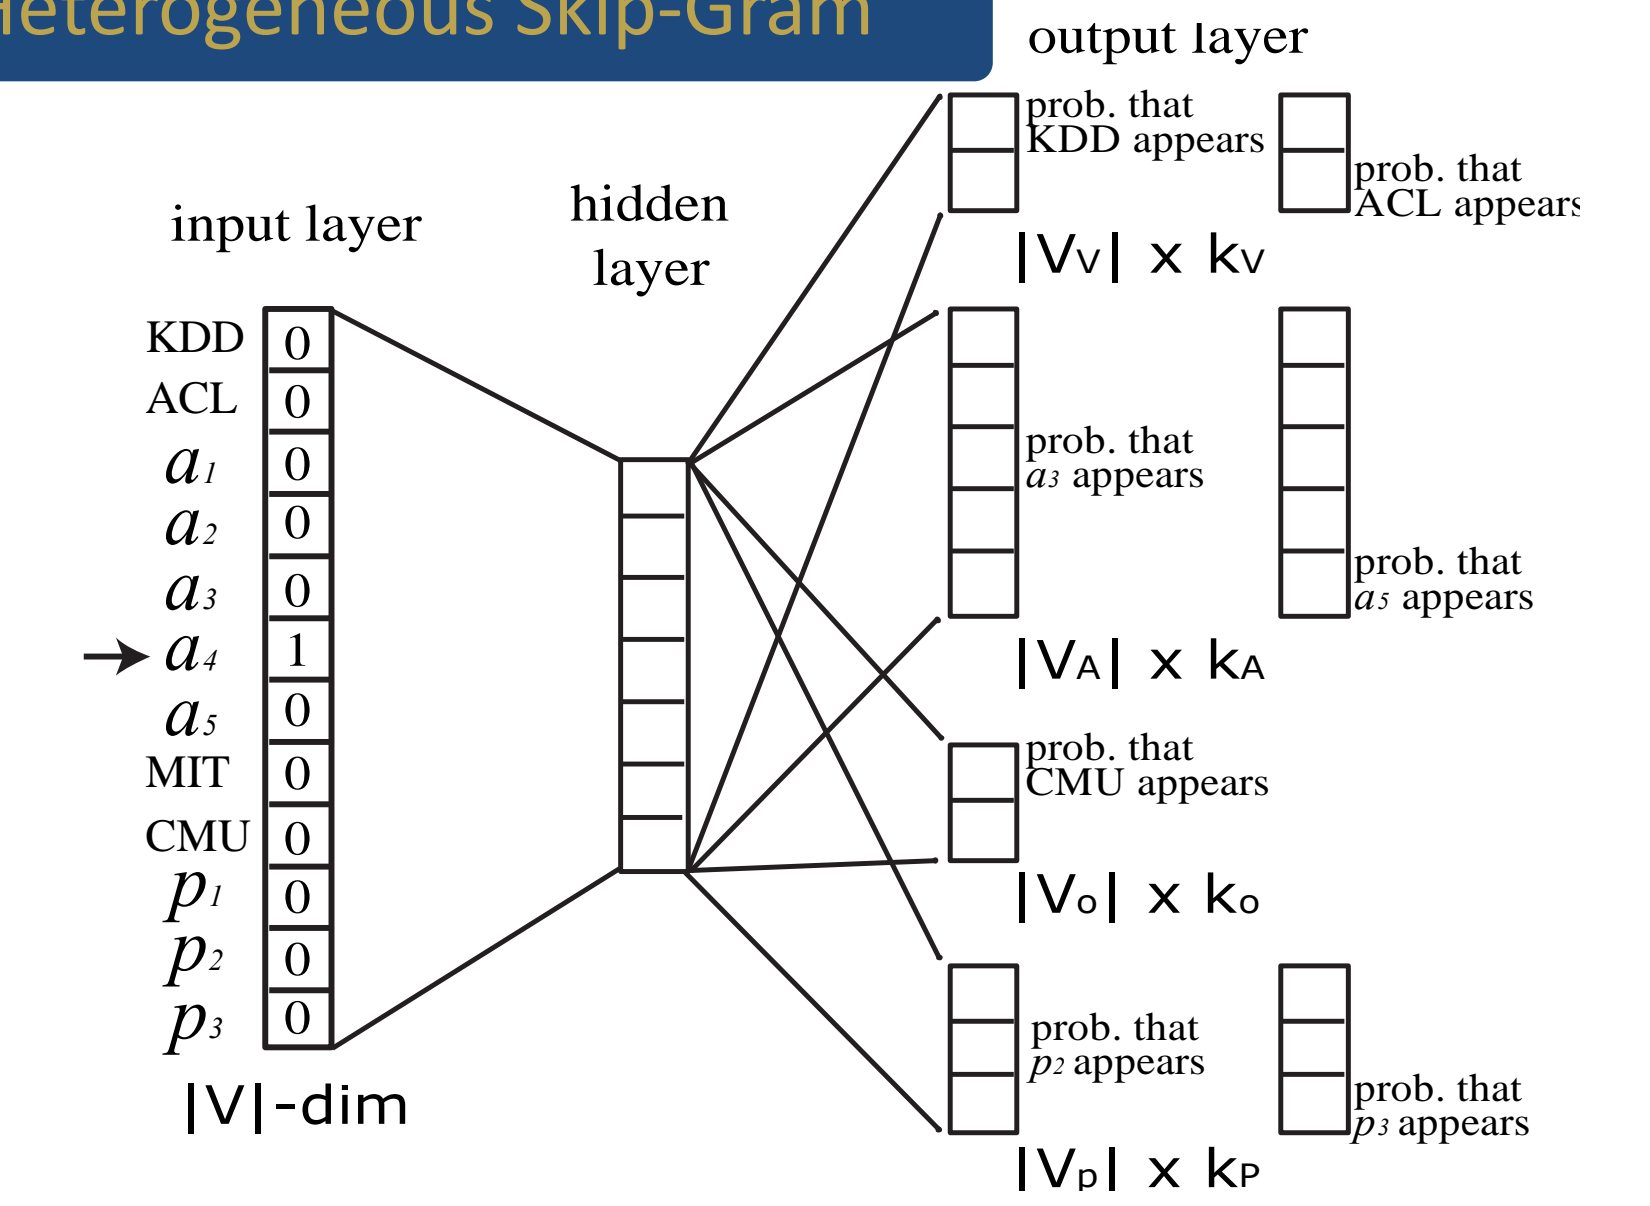 Heterogeneous Skip-Gram
output layer
input layer
hidden
layer
KDD 0
ACL 0
a1 0
a2 0
a3 0
a4 1
a5 0
MIT 0
CMU 0
p1 0
p2 0
p3 0
|V|-dim
prob. that
KDD appears
prob. that
ACL appears
|VV| x kV
prob. that
a3 appears
prob. that
a5 appears
|VA| x kA
prob. that
CMU appears
|Vo| x ko
prob. that
p2 appears
prob. that
p3 appears
|Vp| x kP